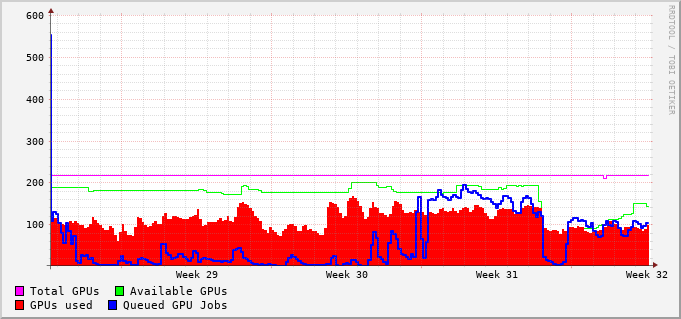 600
500
400
300
200
100
Week 29 Week 30 Week 31 Week 32
Total GPUs Available GPUs
GPUs used Queued GPU Jobs
RRDTOOL / TOBI OETIKER